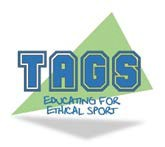 TAGS
EDUCATING FOR
ETHICAL SPORT